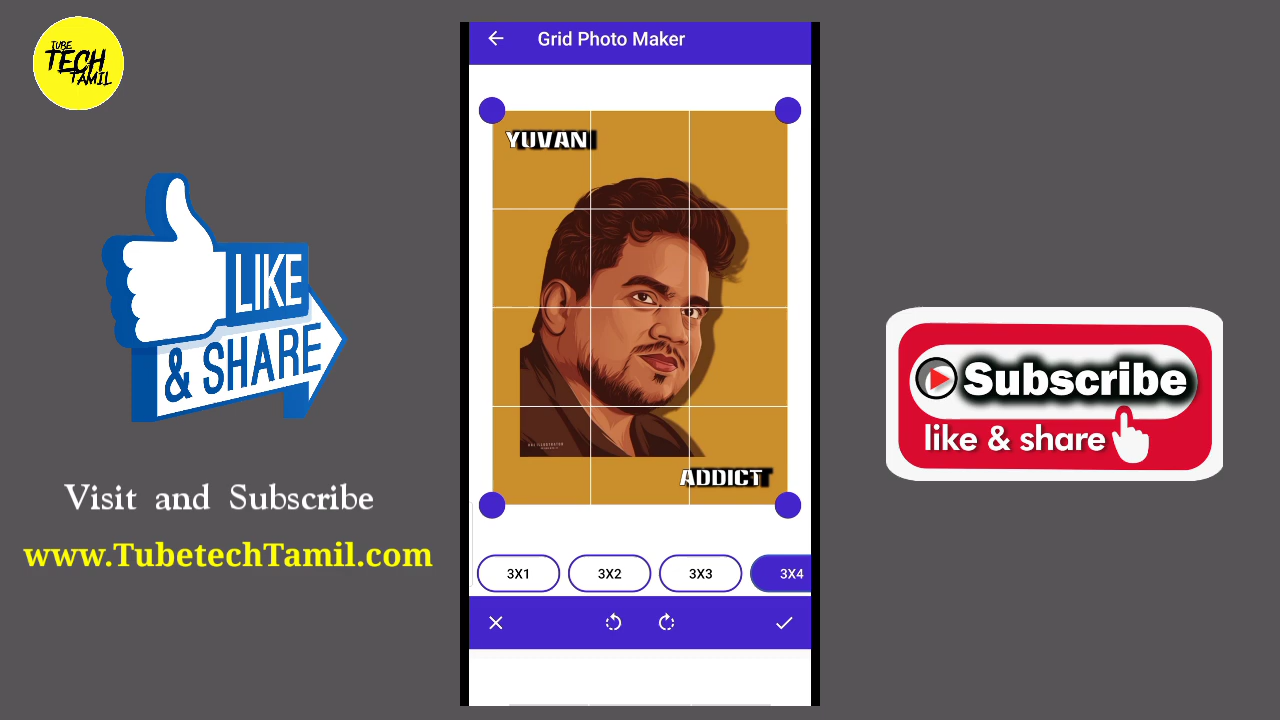 TUBE
TECH
TAMIL
Grid Photo Maker
YUVAN
ADDICT
LIKE
& SHARE
Subscribe
like & share
Visit and Subscribe
www.TubetechTamil.com
3X1
3X2
3X3
3X4